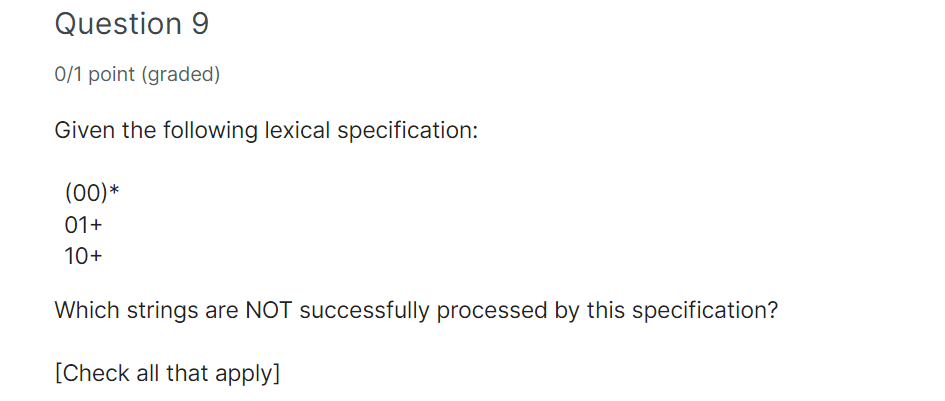 Question 9
0/1 point (graded)
Given the following lexical specification:
(00)*
01+
10+
Which strings are NOT successfully processed by this specification?
[Check all that apply]